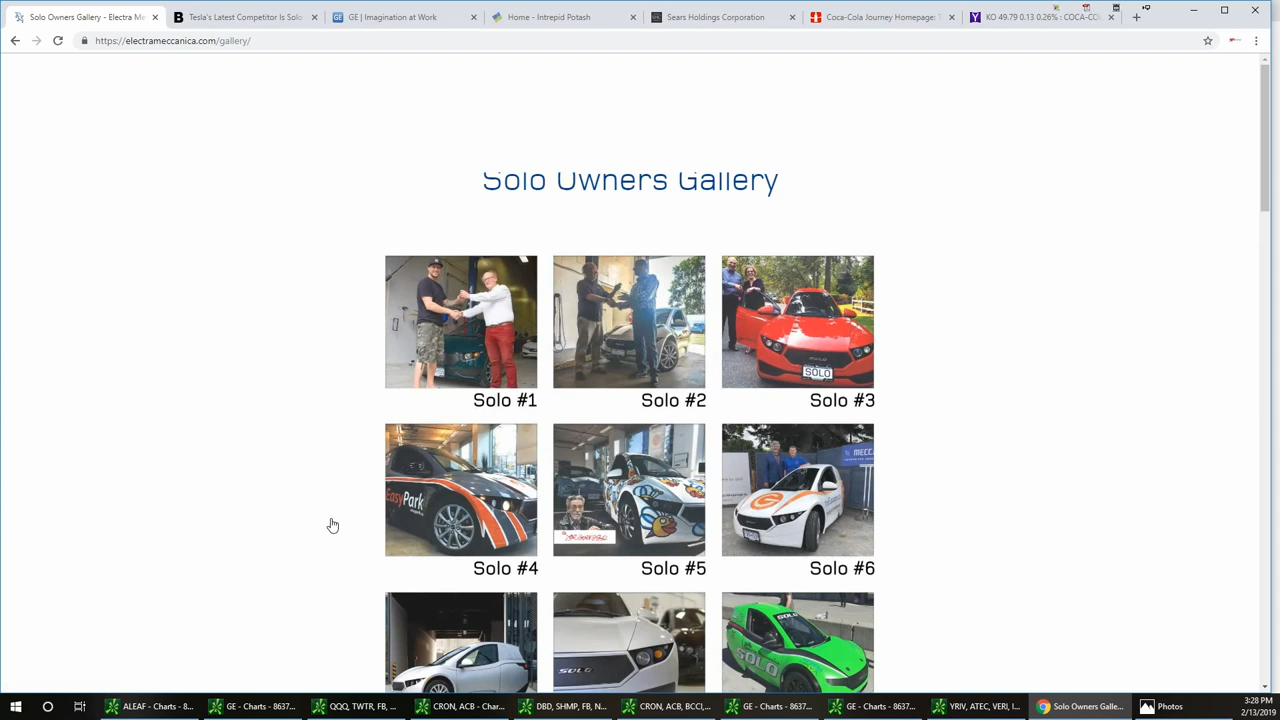 Solo Owners Gallery - Electra Me
Tesla's Latest Competitor Is Solo
GE | Imagination at Work
Home - Intrepid Potash
Sears Holdings Corporation
Coca-Cola Journey Homepage: T
KO 49.79 0.13 0.26% : COCA-CO
https://electrameccanica.com/gallery/
Solo Owners Gallery
SOLO
Solo #1
Solo #2
Solo #3
EasyPark
MECC
Solo #4
Solo #5
Solo #6
SOLO
SOLO
SOLO
ALEAF - Charts - 8...
GE - Charts - 8637...
QQQ, TWTR, FB, ...
CRON, ACB - Char...
DBD, SHMP, FB, N...
CRON, ACB, BCCI,...
GE - Charts - 8637...
GE - Charts - 8637...
YRIV, ATEC, VERI, I...
Solo Owners Galle...
Photos
3:28 PM
2/13/2019